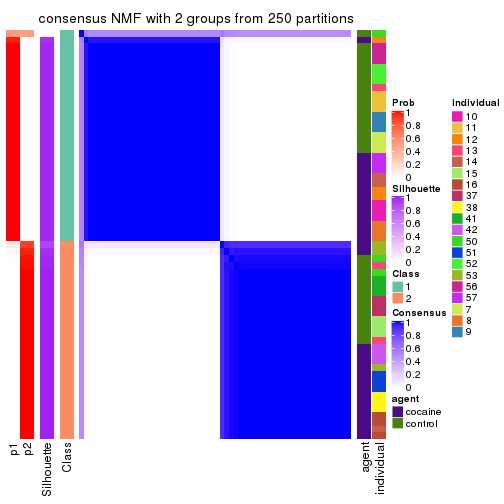 consensus NMF with 2 groups from 250 partitions
p1
p2
Silhouette
Class
agent
individual
Prob
1
0.8
0.6
0.4
0.2
0
Silhouette
1
0.8
0.6
0.4
0.2
0
Class
1
2
Consensus
1
0.8
0.6
0.4
0.2
0
agent
cocaine
control
individual
10
11
12
13
14
15
16
37
38
41
42
50
51
52
53
56
57
7
8
9